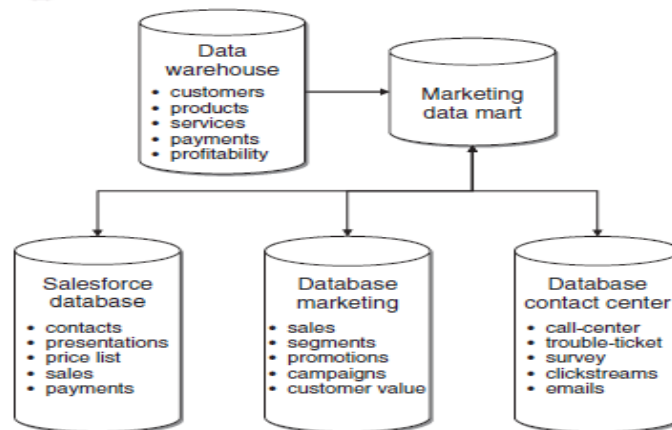 Data
warehouse
• customers
• products
• services
• payments
• profitability
Marketing
data mart
Salesforce
database
• contacts
• presentations
• price list
• sales
• payments
Database
marketing
• sales
• segments
• promotions
• campaigns
• customer value
Database
contact center
• call-center
• trouble-ticket
• survey
• clickstreams
• emails